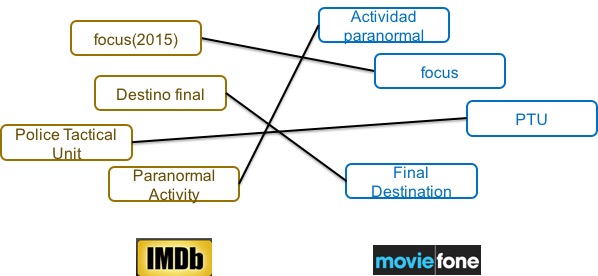 focus(2015)
Destino final
Police Tactical
Unit
Paranormal
Activity
Actividad
paranormal
focus
PTU
Final
Destination
IMDb
moviefone